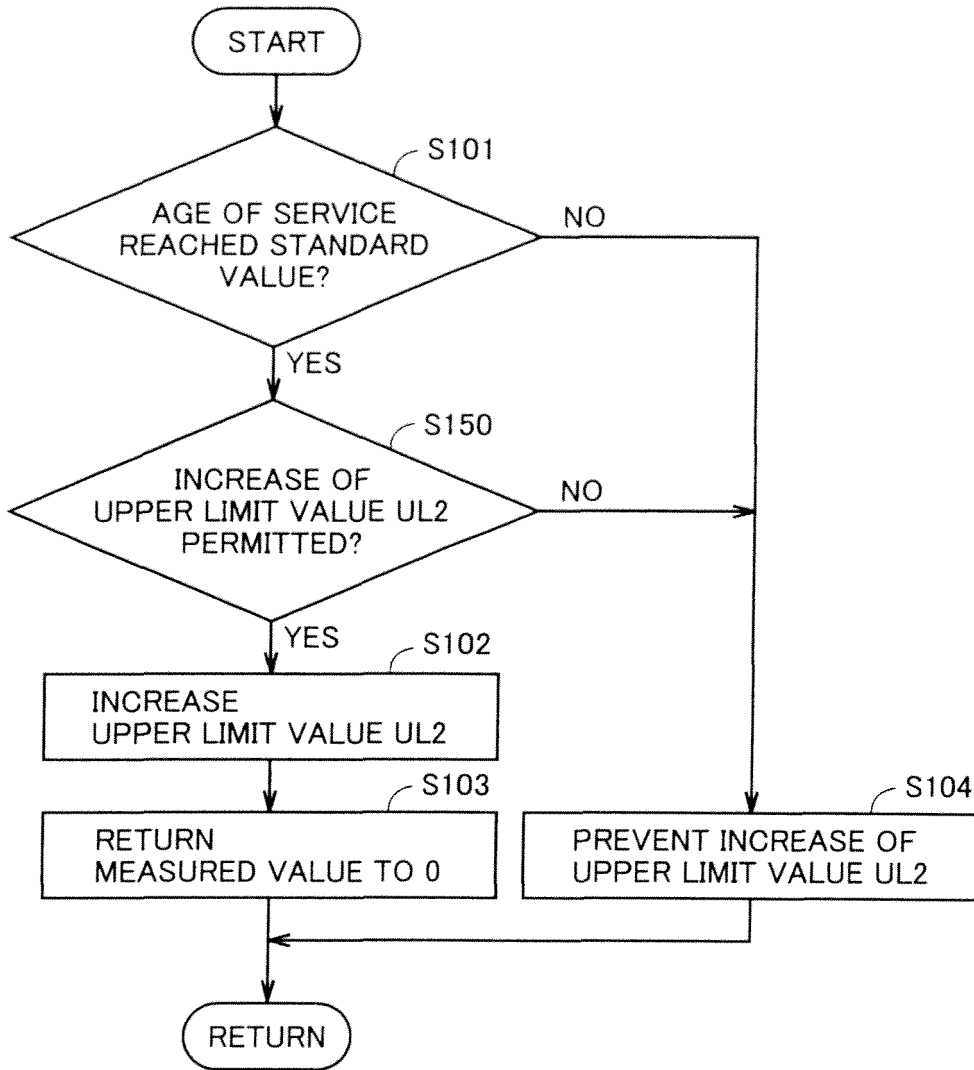 START
S101
AGE OF SERVICE
REACHED STANDARD
VALUE?
NO
YES
S150
INCREASE OF
UPPER LIMIT VALUE UL2
PERMITTED?
NO
YES
S102
INCREASE
UPPER LIMIT VALUE UL2
S103
RETURN
MEASURED VALUE TO 0
S104
PREVENT INCREASE OF
UPPER LIMIT VALUE UL2
RETURN